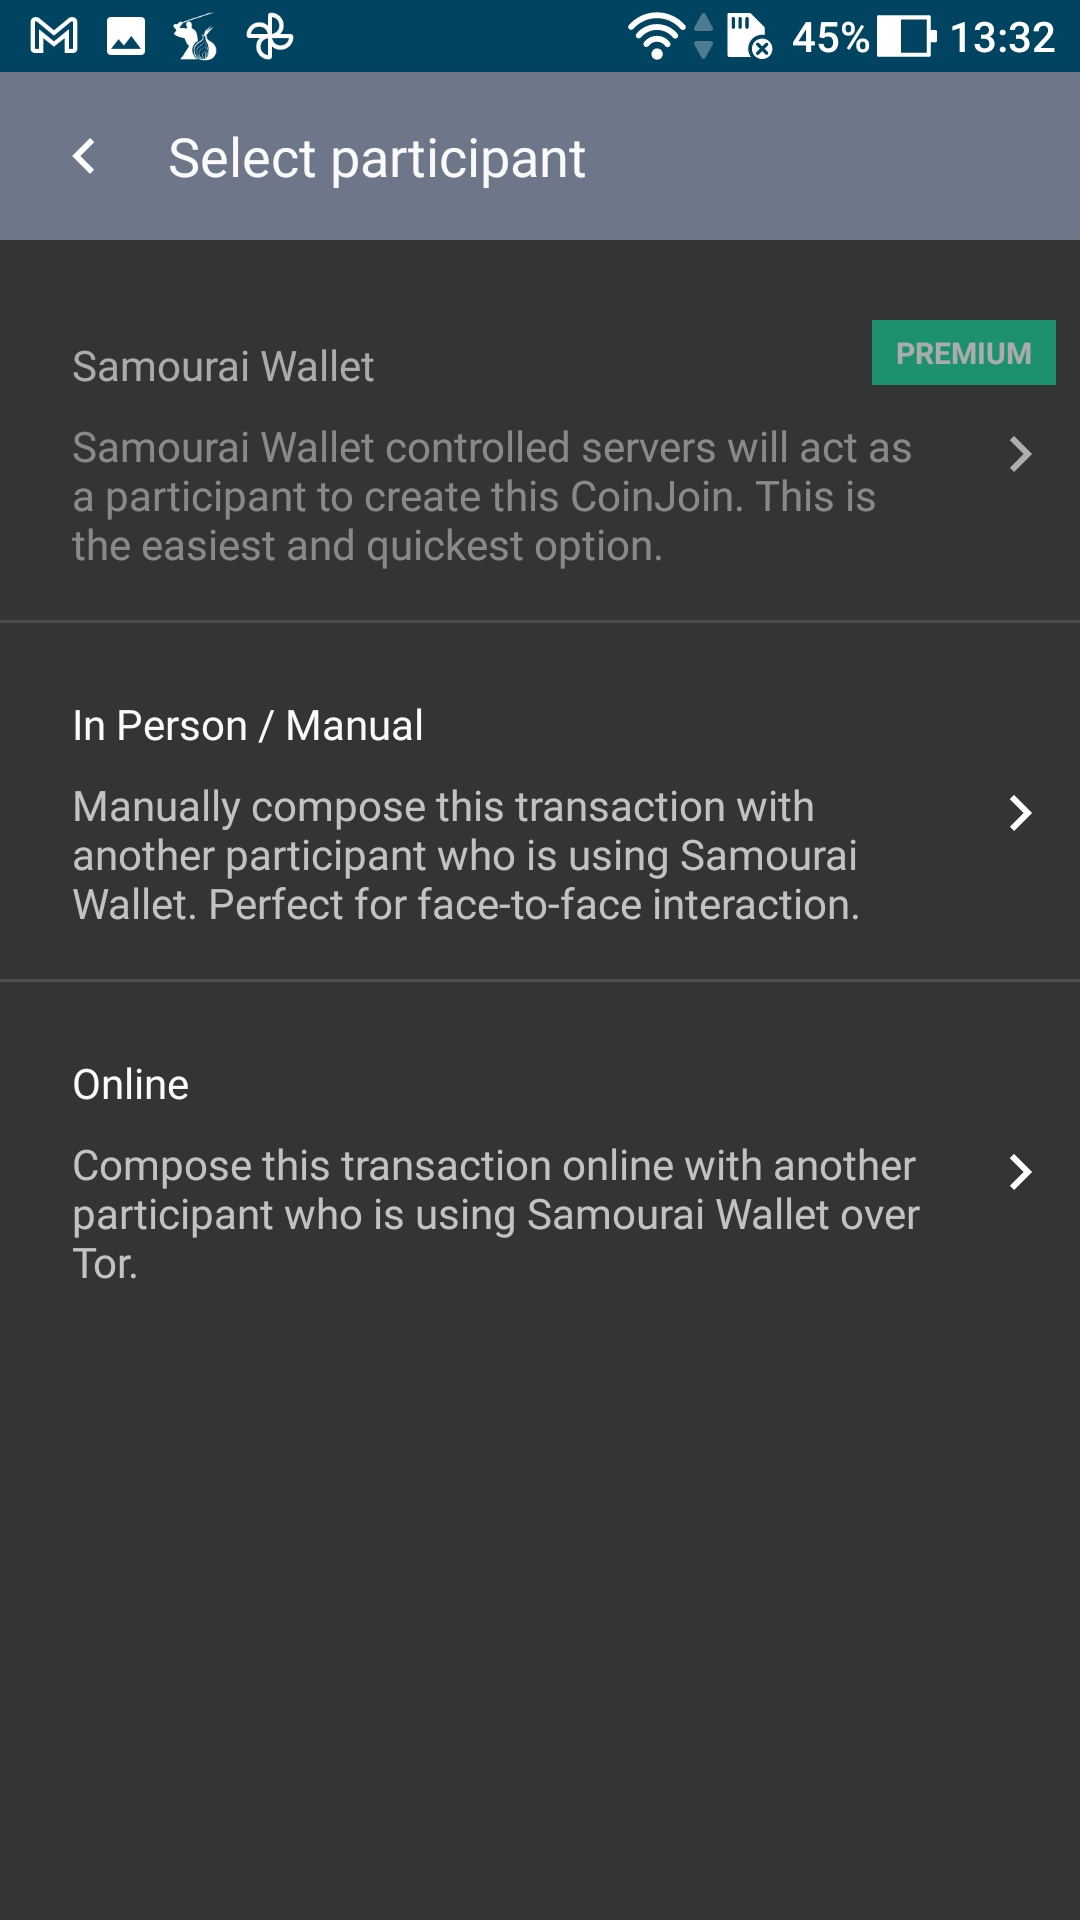 45% 13:32
Select participant
Samourai Wallet
PREMIUM
Samourai Wallet controlled servers will act as
a participant to create this CoinJoin. This is
the easiest and quickest option.
In Person / Manual
Manually compose this transaction with
another participant who is using Samourai
Wallet. Perfect for face-to-face interaction.
Online
Compose this transaction online with another
participant who is using Samourai Wallet over
Tor.